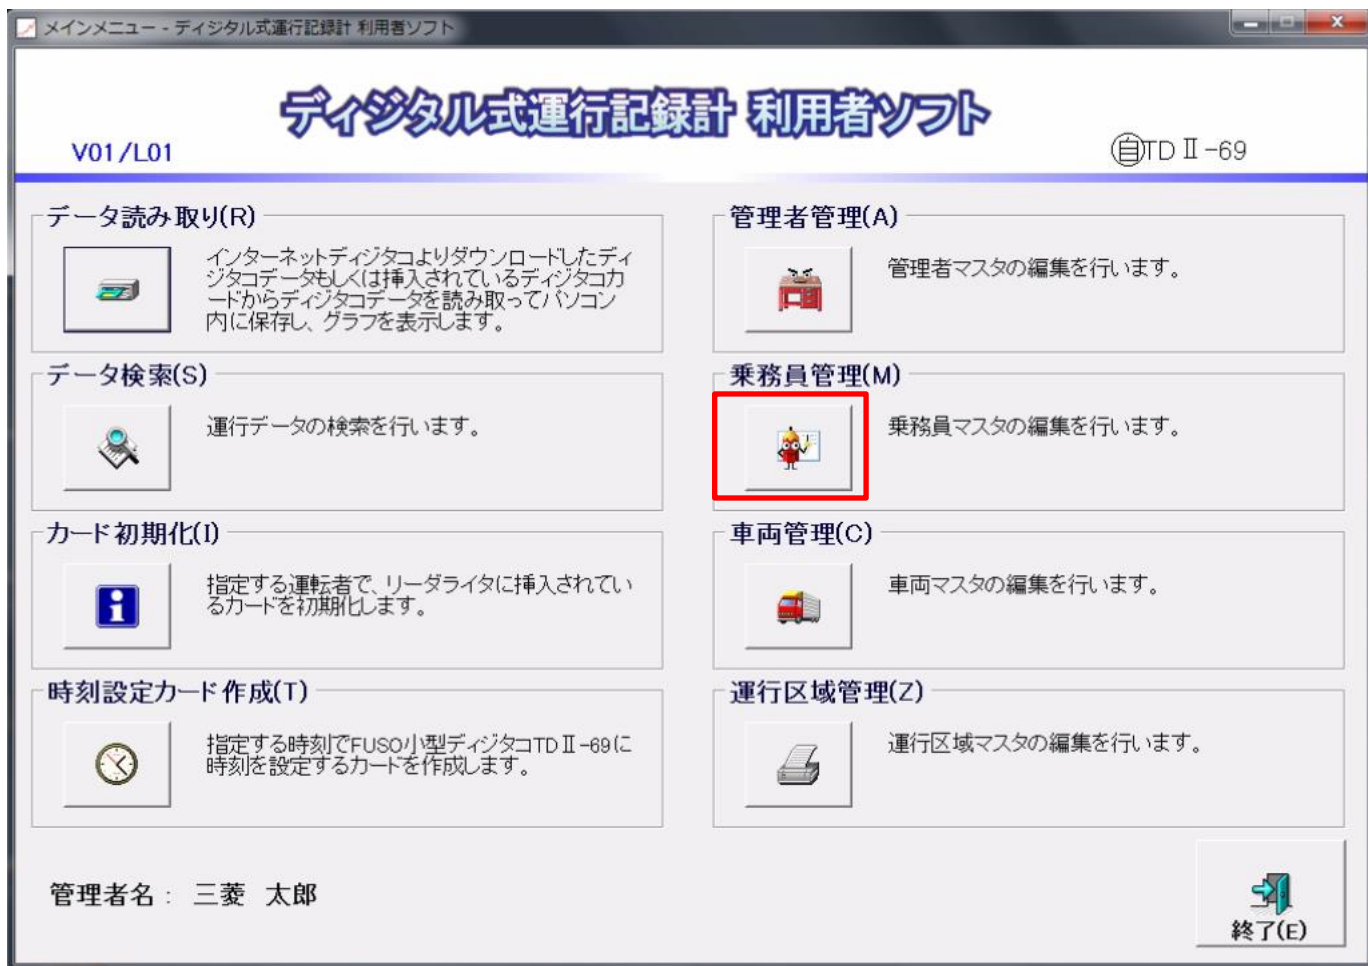 メインメニュー - ディジタル式運行記録計 利用者ソフト
ディジタル式運行記録計 利用者ソフト
V01/L01
㊀TDⅡ-69
データ読み取り(R)
インターネットディジタコよりダウンロードしたディ
ジタコデータもしくは挿入されているディジタコカ
ードからディジタコデータを読み取ってパソコン
内に保存し、グラフを表示します。
データ検索(S)
運行データの検索を行います。
カード初期化(I)
指定する運転者で、リーダライタに挿入されてい
るカードを初期化します。
時刻設定カード作成(T)
指定する時刻でFUSO小型ディジタコTDⅡ-69に
時刻を設定するカードを作成します。
管理者管理(A)
管理者マスタの編集を行います。
乗務員管理(M)
乗務員マスタの編集を行います。
車両管理(C)
車両マスタの編集を行います。
運行区域管理(Z)
運行区域マスタの編集を行います。
管理者名： 三菱 太郎
終了(E)